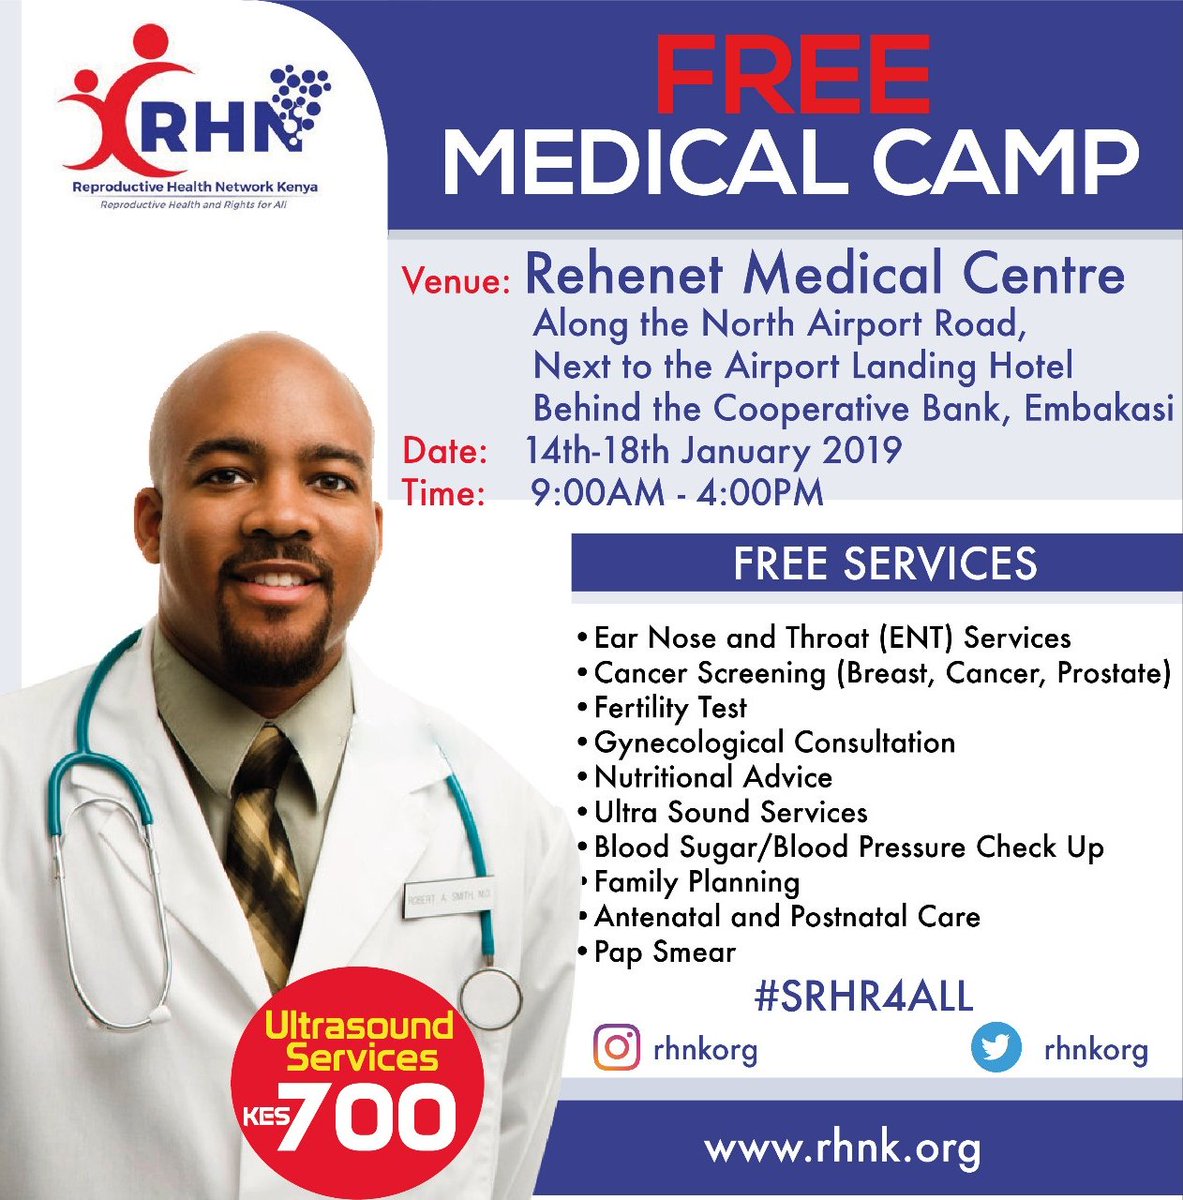 RHN
Reproductive Health Network Kenya
Reproductive Health and Rights for All
FREE
MEDICAL CAMP
Venue: Rehenet Medical Centre
Along the North Airport Road,
Next to the Airport Landing Hotel
Behind the Cooperative Bank, Embakasi
Date: 14th-18th January 2019
Time: 9:00AM - 4:00PM
FREE SERVICES
•Ear Nose and Throat (ENT) Services
•Cancer Screening (Breast, Cancer, Prostate)
•Fertility Test
•Gynecological Consultation
•Nutritional Advice
•Ultra Sound Services
•Blood Sugar/Blood Pressure Check Up
•Family Planning
•Antenatal and Postnatal Care
•Pap Smear
#SRHR4ALL
rhnkorg rhnkorg
www.rhnk.org
ROBERT A. SMITH, M.D.
Ultrasound
Services
KES700